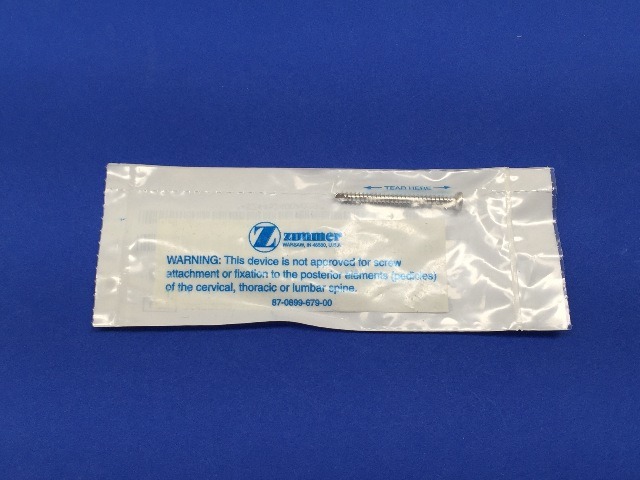 TEAR HERE
Z zimmer
WARSAW, IN 46580, U.S.A.
WARNING: This device is not approved for screw
attachment or fixation to the posterior elements (pedicles)
of the cervical, thoracic or lumbar spine.
87-0899-679-00